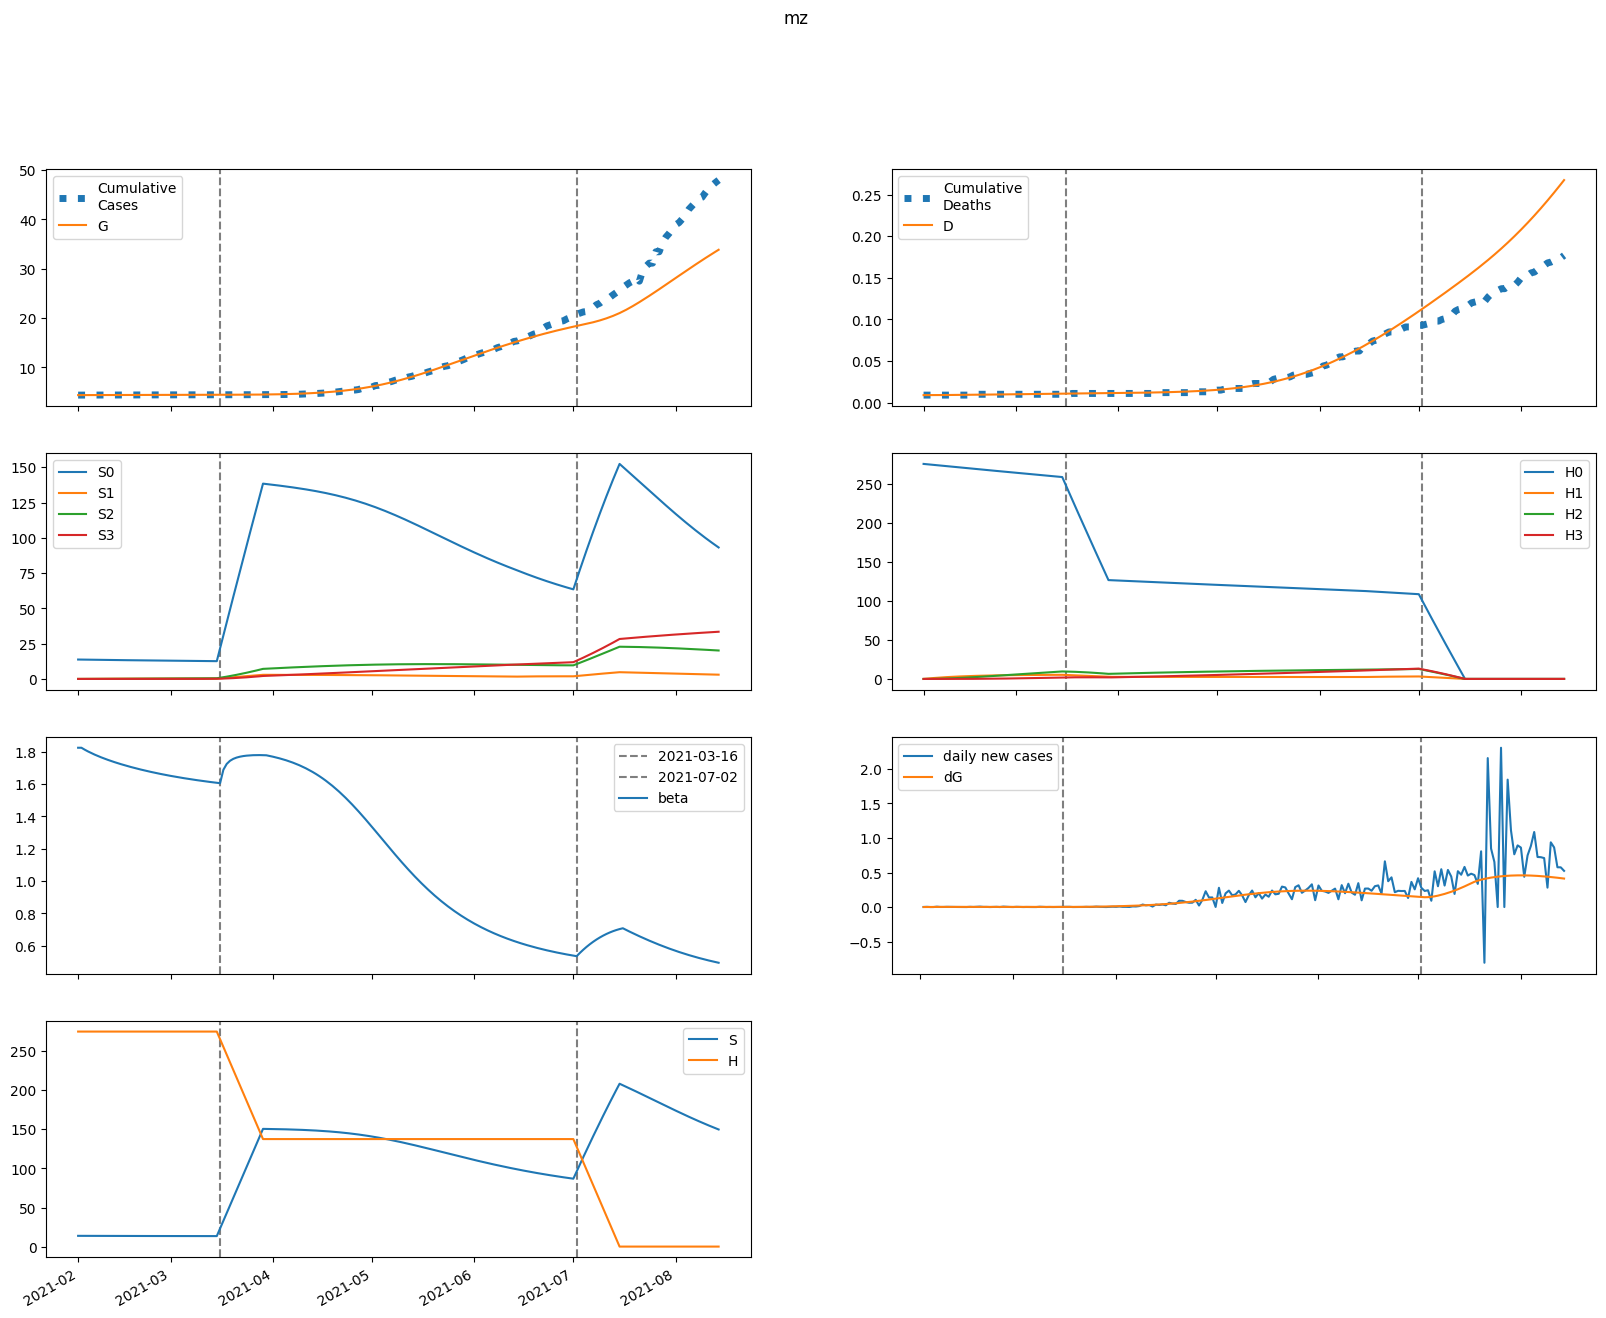 mz
50
40
30
20
10
Cumulative
Cases
G
0.25
0.20
0.15
0.10
0.05
0.00
Cumulative
Deaths
D
150
125
100
75
50
25
0
S0
S1
S2
S3
250
200
150
100
50
0
H0
H1
H2
H3
1.8
1.6
1.4
1.2
1.0
0.8
0.6
2021-03-16
2021-07-02
beta
2.0
1.5
1.0
0.5
0.0
−0.5
daily new cases
dG
250
200
150
100
50
0
S
H
2021-02
2021-03
2021-04
2021-05
2021-06
2021-07
2021-08